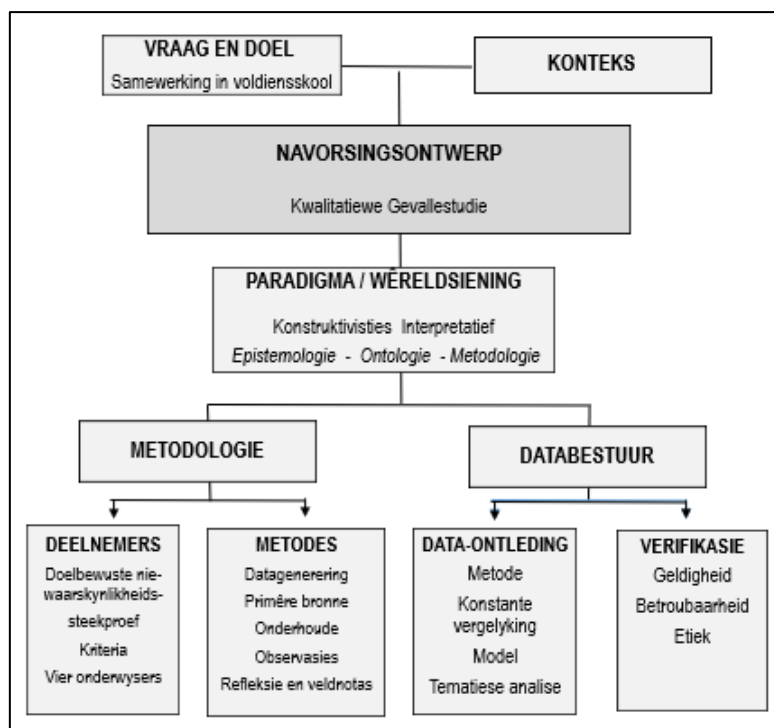 VRAAG EN DOEL
Samewerking in voldiensskool
KONTEKS
NAVORSINGSONTWERP
Kwalitatiewe Gevallestudie
PARADIGMA / WÊRELDSIENING
Konstruktivisties Interpretatief
Epistemologie - Ontologie - Metodologie
METODOLOGIE
DATABESTUUR
DEELNEMERS
Doelbewuste nie-
waarskynlikheids-
steekproef
Kriteria
Vier onderwysers
METODES
Datagenerering
Primêre bronne
Onderhoude
Observasies
Refleksie en veldnotas
DATA-ONTLEDING
Metode
Konstante
vergelyking
Model
Tematiese analise
VERIFIKASIE
Geldigheid
Betroubaarheid
Etiek